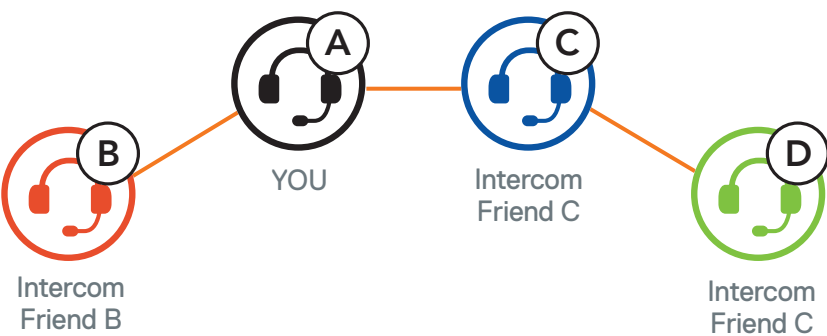 A
C
B
D
YOU
Intercom
Friend C
Intercom
Friend B
Intercom
Friend C